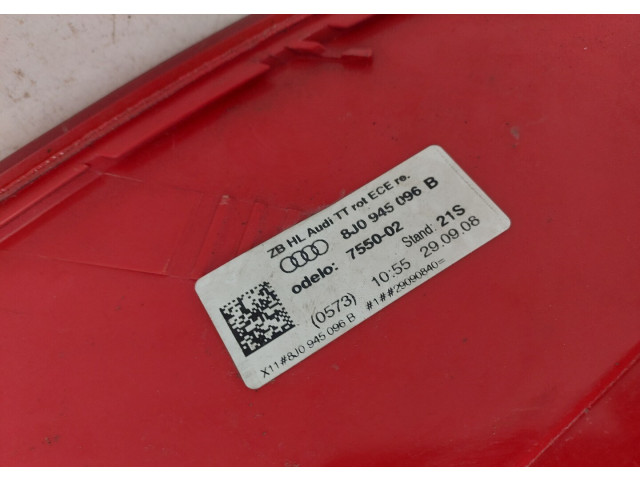 ZB HL Audi TT rot ECE re.
8J0 945 096 B
odelo: 7550-02 Stand: 21S
(0573) 10:55 29.09.08
X11#8J0 945 096 B #1##29090840=